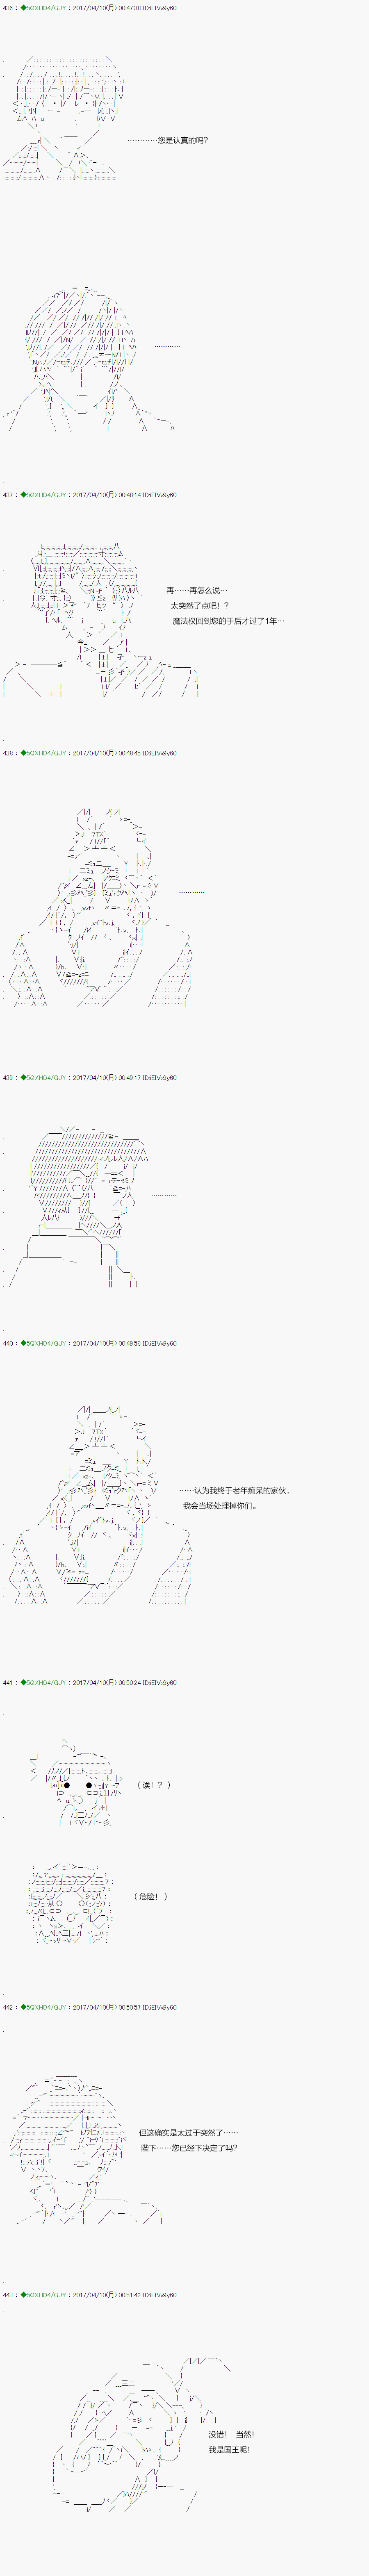 436 : ◆5QXHO4/GJY : 2017/04/10(月) 00:47:38 ID:iEIVx9y60
…………您是认真的吗?
…………
437 : ◆5QXHO4/GJY : 2017/04/10(月) 00:48:14 ID:iEIVx9y60
再……再怎么说…
太突然了点吧！？
魔法权回到您的手后才过了1年…
438 : ◆5QXHO4/GJY : 2017/04/10(月) 00:48:45 ID:iEIVx9y60
…………
439 : ◆5QXHO4/GJY : 2017/04/10(月) 00:49:17 ID:iEIVx9y60
…………
440 : ◆5QXHO4/GJY : 2017/04/10(月) 00:49:56 ID:iEIVx9y60
……认为我终于老年痴呆的家伙，
我会当场处理掉你们。
441 : ◆5QXHO4/GJY : 2017/04/10(月) 00:50:24 ID:iEIVx9y60
（ 诶！？ ）
（ 危险！ ）
442 : ◆5QXHO4/GJY : 2017/04/10(月) 00:50:57 ID:iEIVx9y60
但这确实是太过于突然了……
陛下……您已经下决定了吗?
443 : ◆5QXHO4/GJY : 2017/04/10(月) 00:51:42 ID:iEIVx9y60
没错！ 当然！
我是国王呢！